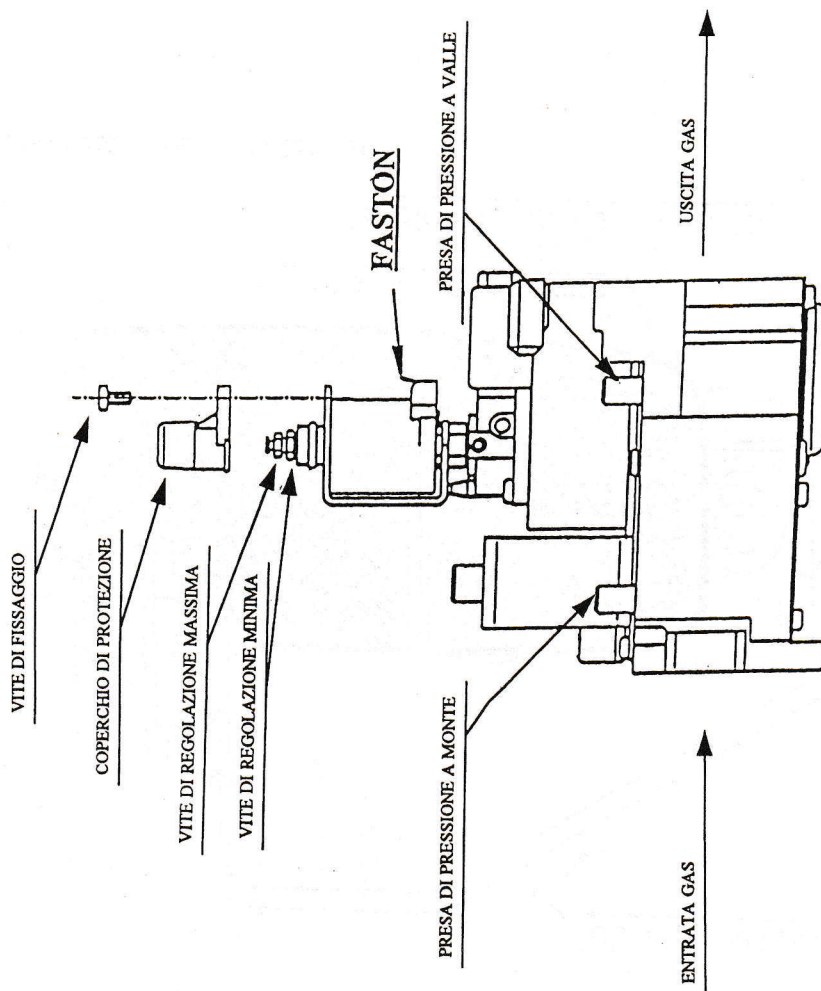 VITE DI FISSAGGIO
COPERCHIO DI PROTEZIONE
VITE DI REGOLAZIONE MASSIMA
VITE DI REGOLAZIONE MINIMA
FASTON
PRESA DI PRESSIONE A MONTE
PRESA DI PRESSIONE A VALLE
ENTRATA GAS
USCITA GAS